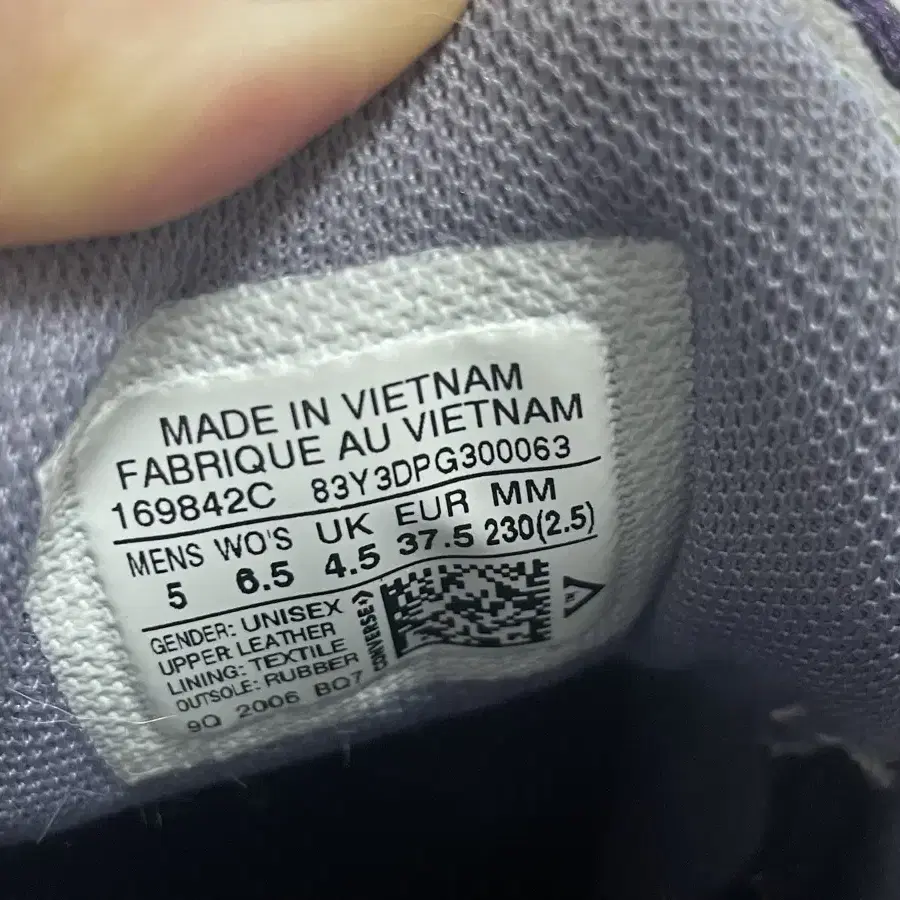 MADE IN VIETNAM
FABRIQUE AU VIETNAM
169842C 83Y3DPG300063
MENS WO'S UK EUR MM
5 6.5 4.5 37.5 230(2.5)
GENDER: UNISEX
UPPER: LEATHER
LINING: TEXTILE
OUTSOLE: RUBBER
9Q 2006 BQ7
CONVERSE